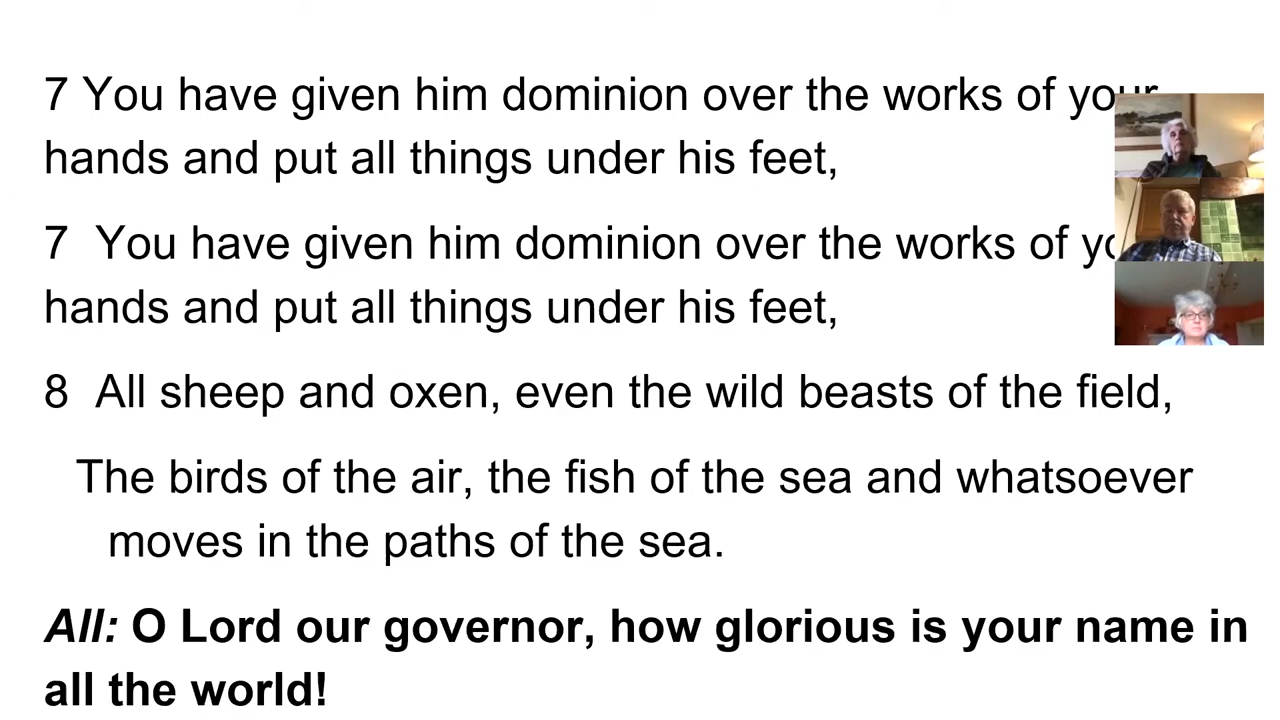 7 You have given him dominion over the works of your
hands and put all things under his feet,
7 You have given him dominion over the works of
hands and put all things under his feet,
8 All sheep and oxen, even the wild beasts of the field,
The birds of the air, the fish of the sea and whatsoever
moves in the paths of the sea.
All: O Lord our governor, how glorious is your name in
all the world!